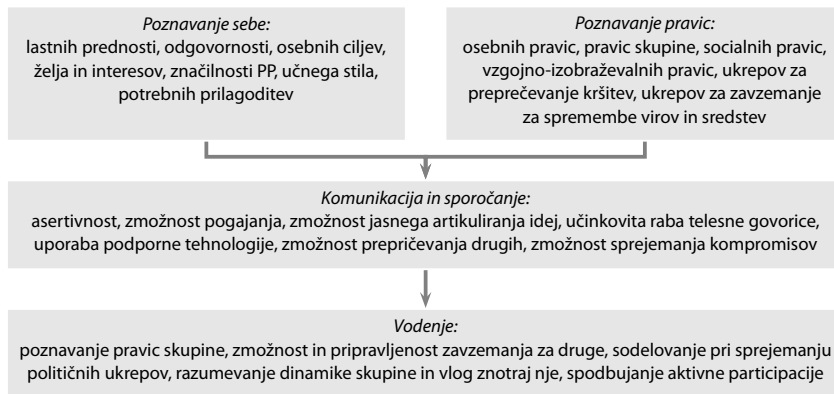 Poznavanje sebe:
lastnih prednosti, odgovornosti, osebnih ciljev,
želja in interesov, značilnosti PP, učnega stila,
potrebnih prilagoditev
Poznavanje pravic:
osebnih pravic, pravic skupine, socialnih pravic,
vzgojno-izobraževalnih pravic, ukrepov za
preprečevanje kršitev, ukrepov za zavzemanje
za spremembe virov in sredstev
Komunikacija in sporočanje:
asertivnost, zmožnost pogajanja, zmožnost jasnega artikuliranja idej, učinkovita raba telesne govorice,
uporaba podporne tehnologije, zmožnost prepričevanja drugih, zmožnost sprejemanja kompromisov
Vodenje:
poznavanje pravic skupine, zmožnost in pripravljenost zavzemanja za druge, sodelovanje pri sprejemanju
političnih ukrepov, razumevanje dinamike skupine in vlog znotraj nje, spodbujanje aktivne participacije